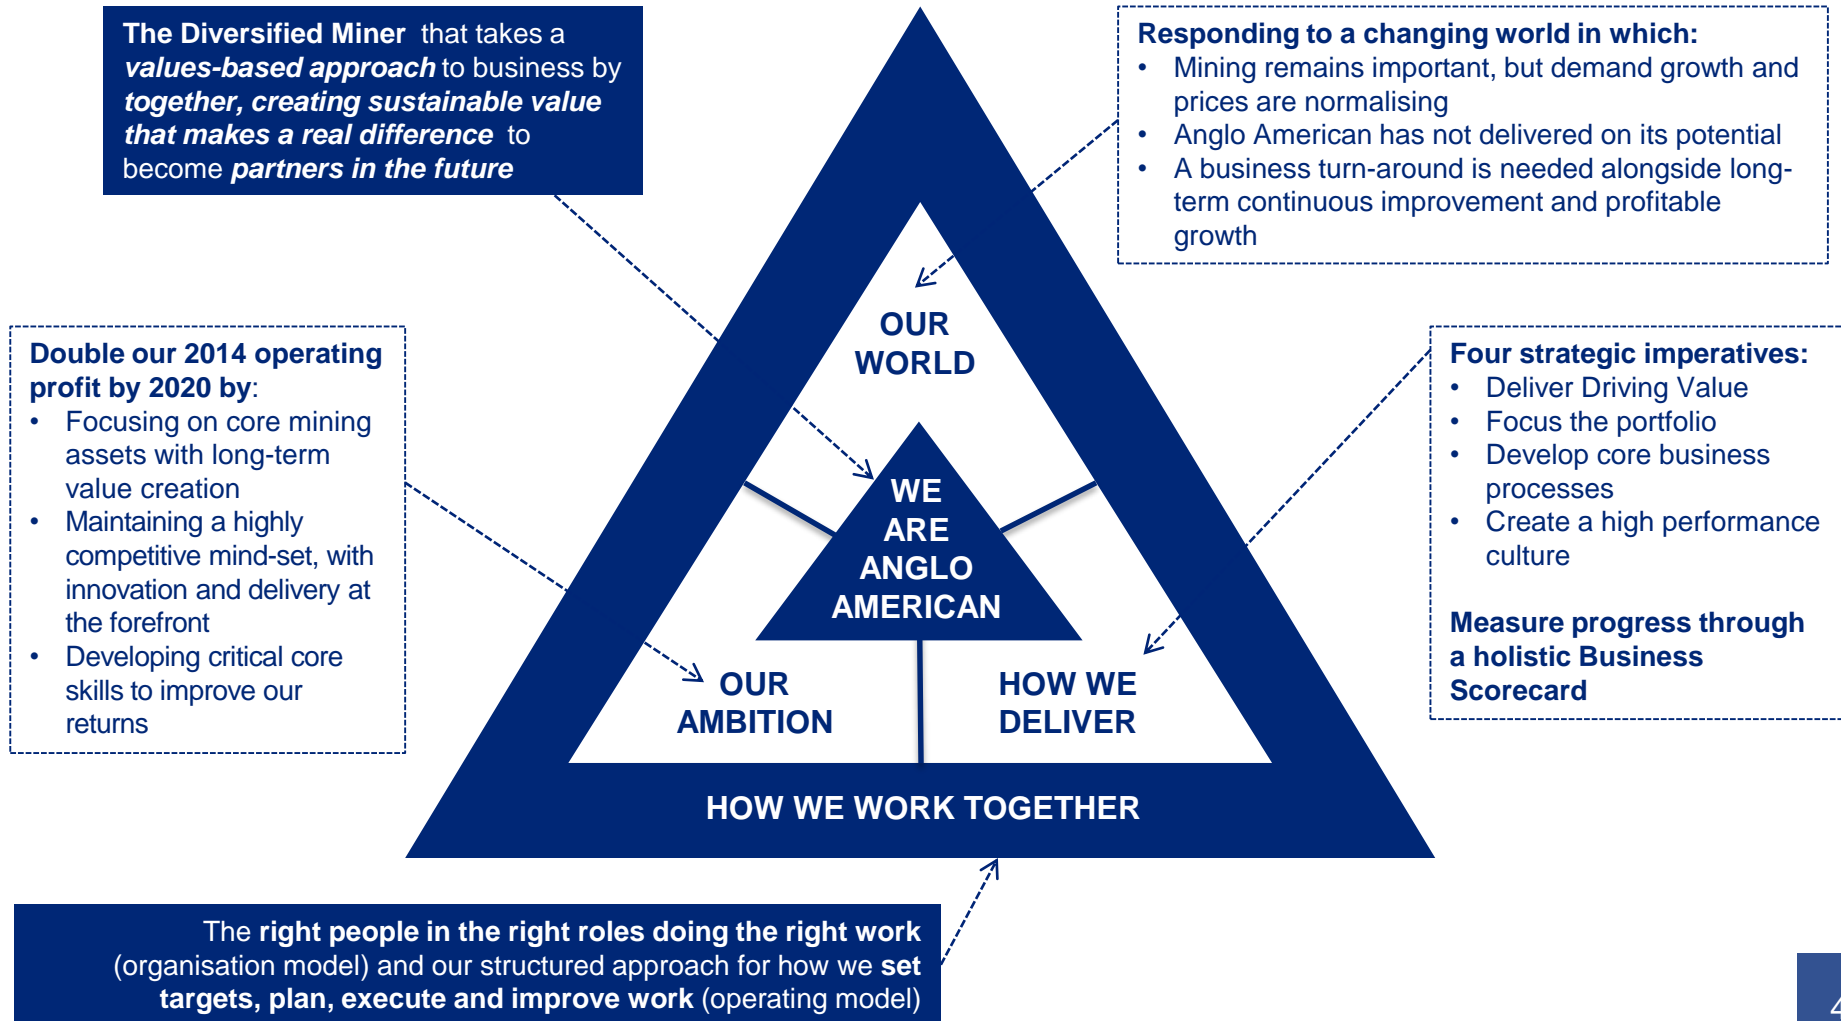 The Diversified Miner that takes a
values-based approach to business by
together, creating sustainable value
that makes a real difference to
become partners in the future
Responding to a changing world in which:
• Mining remains important, but demand growth and
prices are normalising
• Anglo American has not delivered on its potential
• A business turn-around is needed alongside long-
term continuous improvement and profitable
growth
Double our 2014 operating
profit by 2020 by:
• Focusing on core mining
assets with long-term
value creation
• Maintaining a highly
competitive mind-set, with
innovation and delivery at
the forefront
• Developing critical core
skills to improve our
returns
OUR
WORLD
WE
ARE
ANGLO
AMERICAN
OUR
AMBITION
HOW WE
DELIVER
HOW WE WORK TOGETHER
Four strategic imperatives:
• Deliver Driving Value
• Focus the portfolio
• Develop core business
processes
• Create a high performance
culture
Measure progress through
a holistic Business
Scorecard
The right people in the right roles doing the right work
(organisation model) and our structured approach for how we set
targets, plan, execute and improve work (operating model)